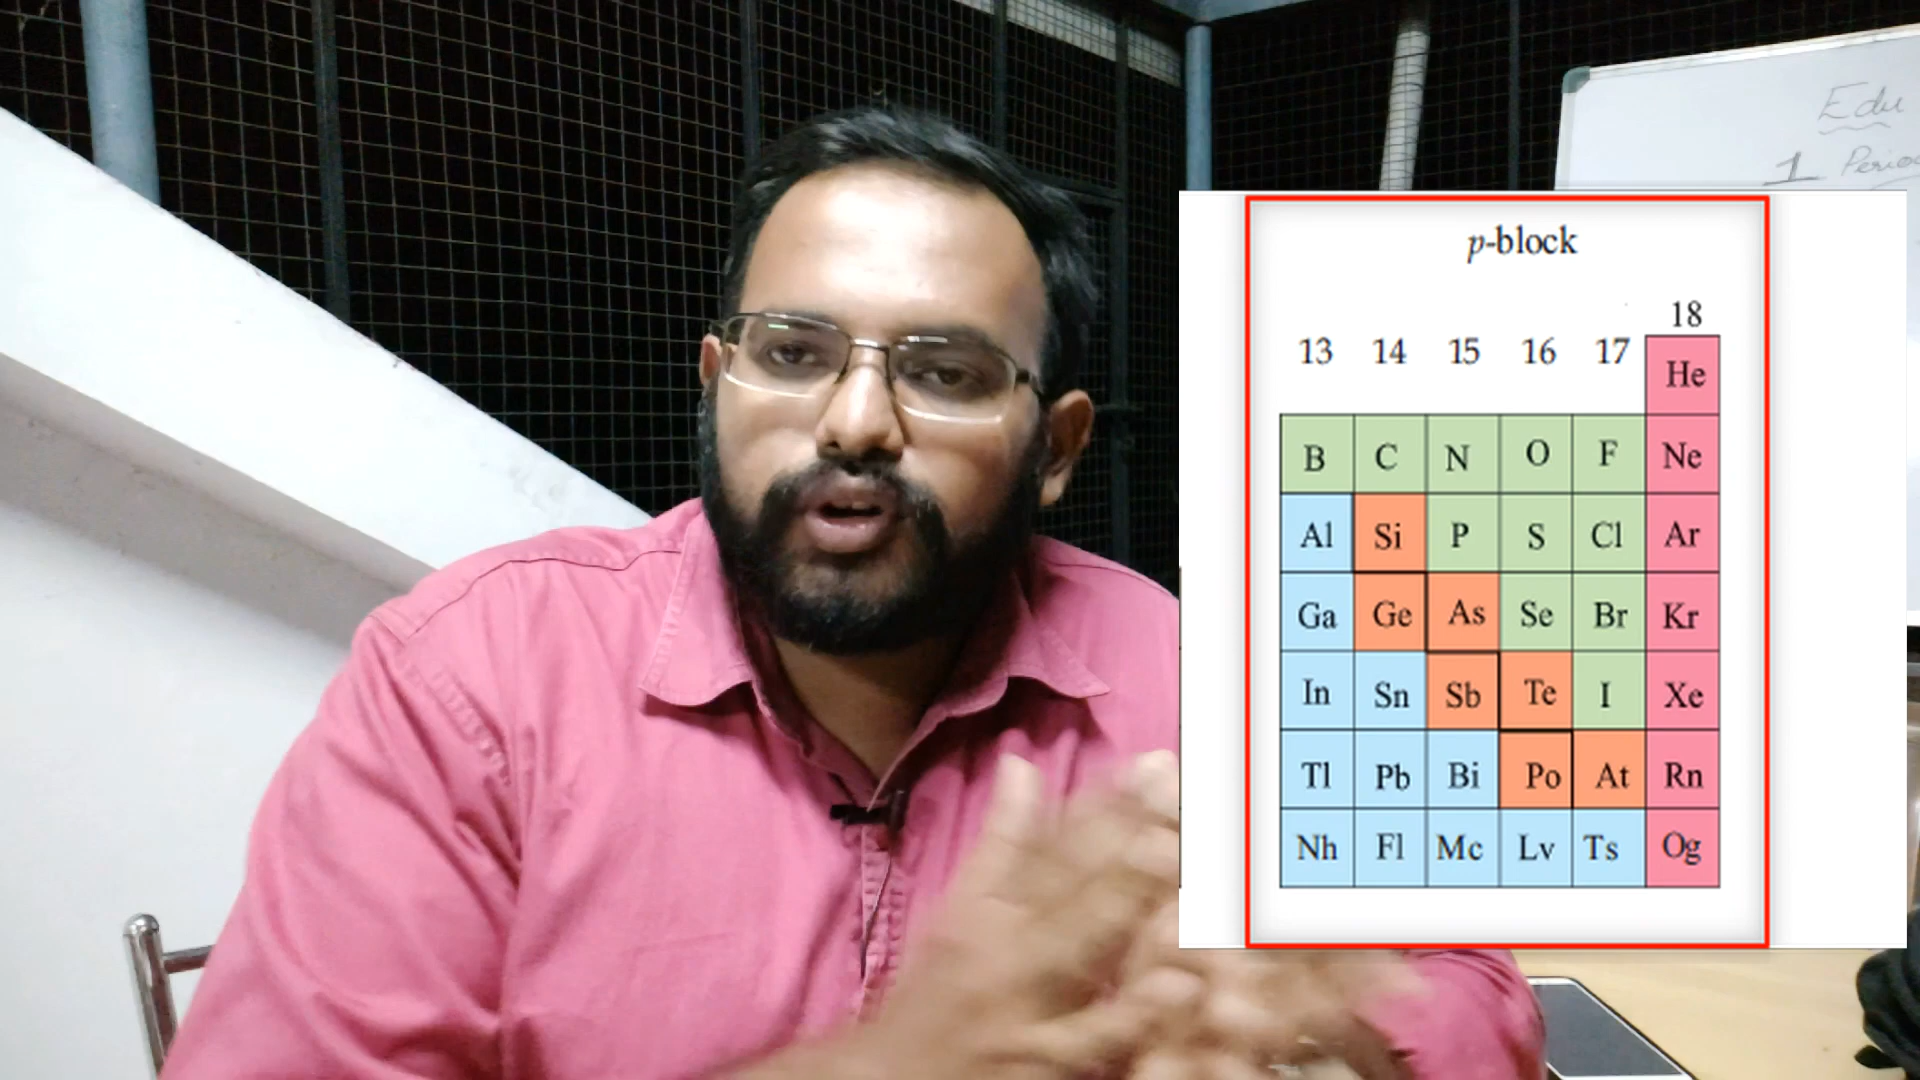 Edu
1 Perio
p-block
18
13 14 15 16 17
He
B C N O F Ne
Al Si P S Cl Ar
Ga Ge As Se Br Kr
In Sn Sb Te I Xe
Tl Pb Bi Po At Rn
Nh Fl Mc Lv Ts Og